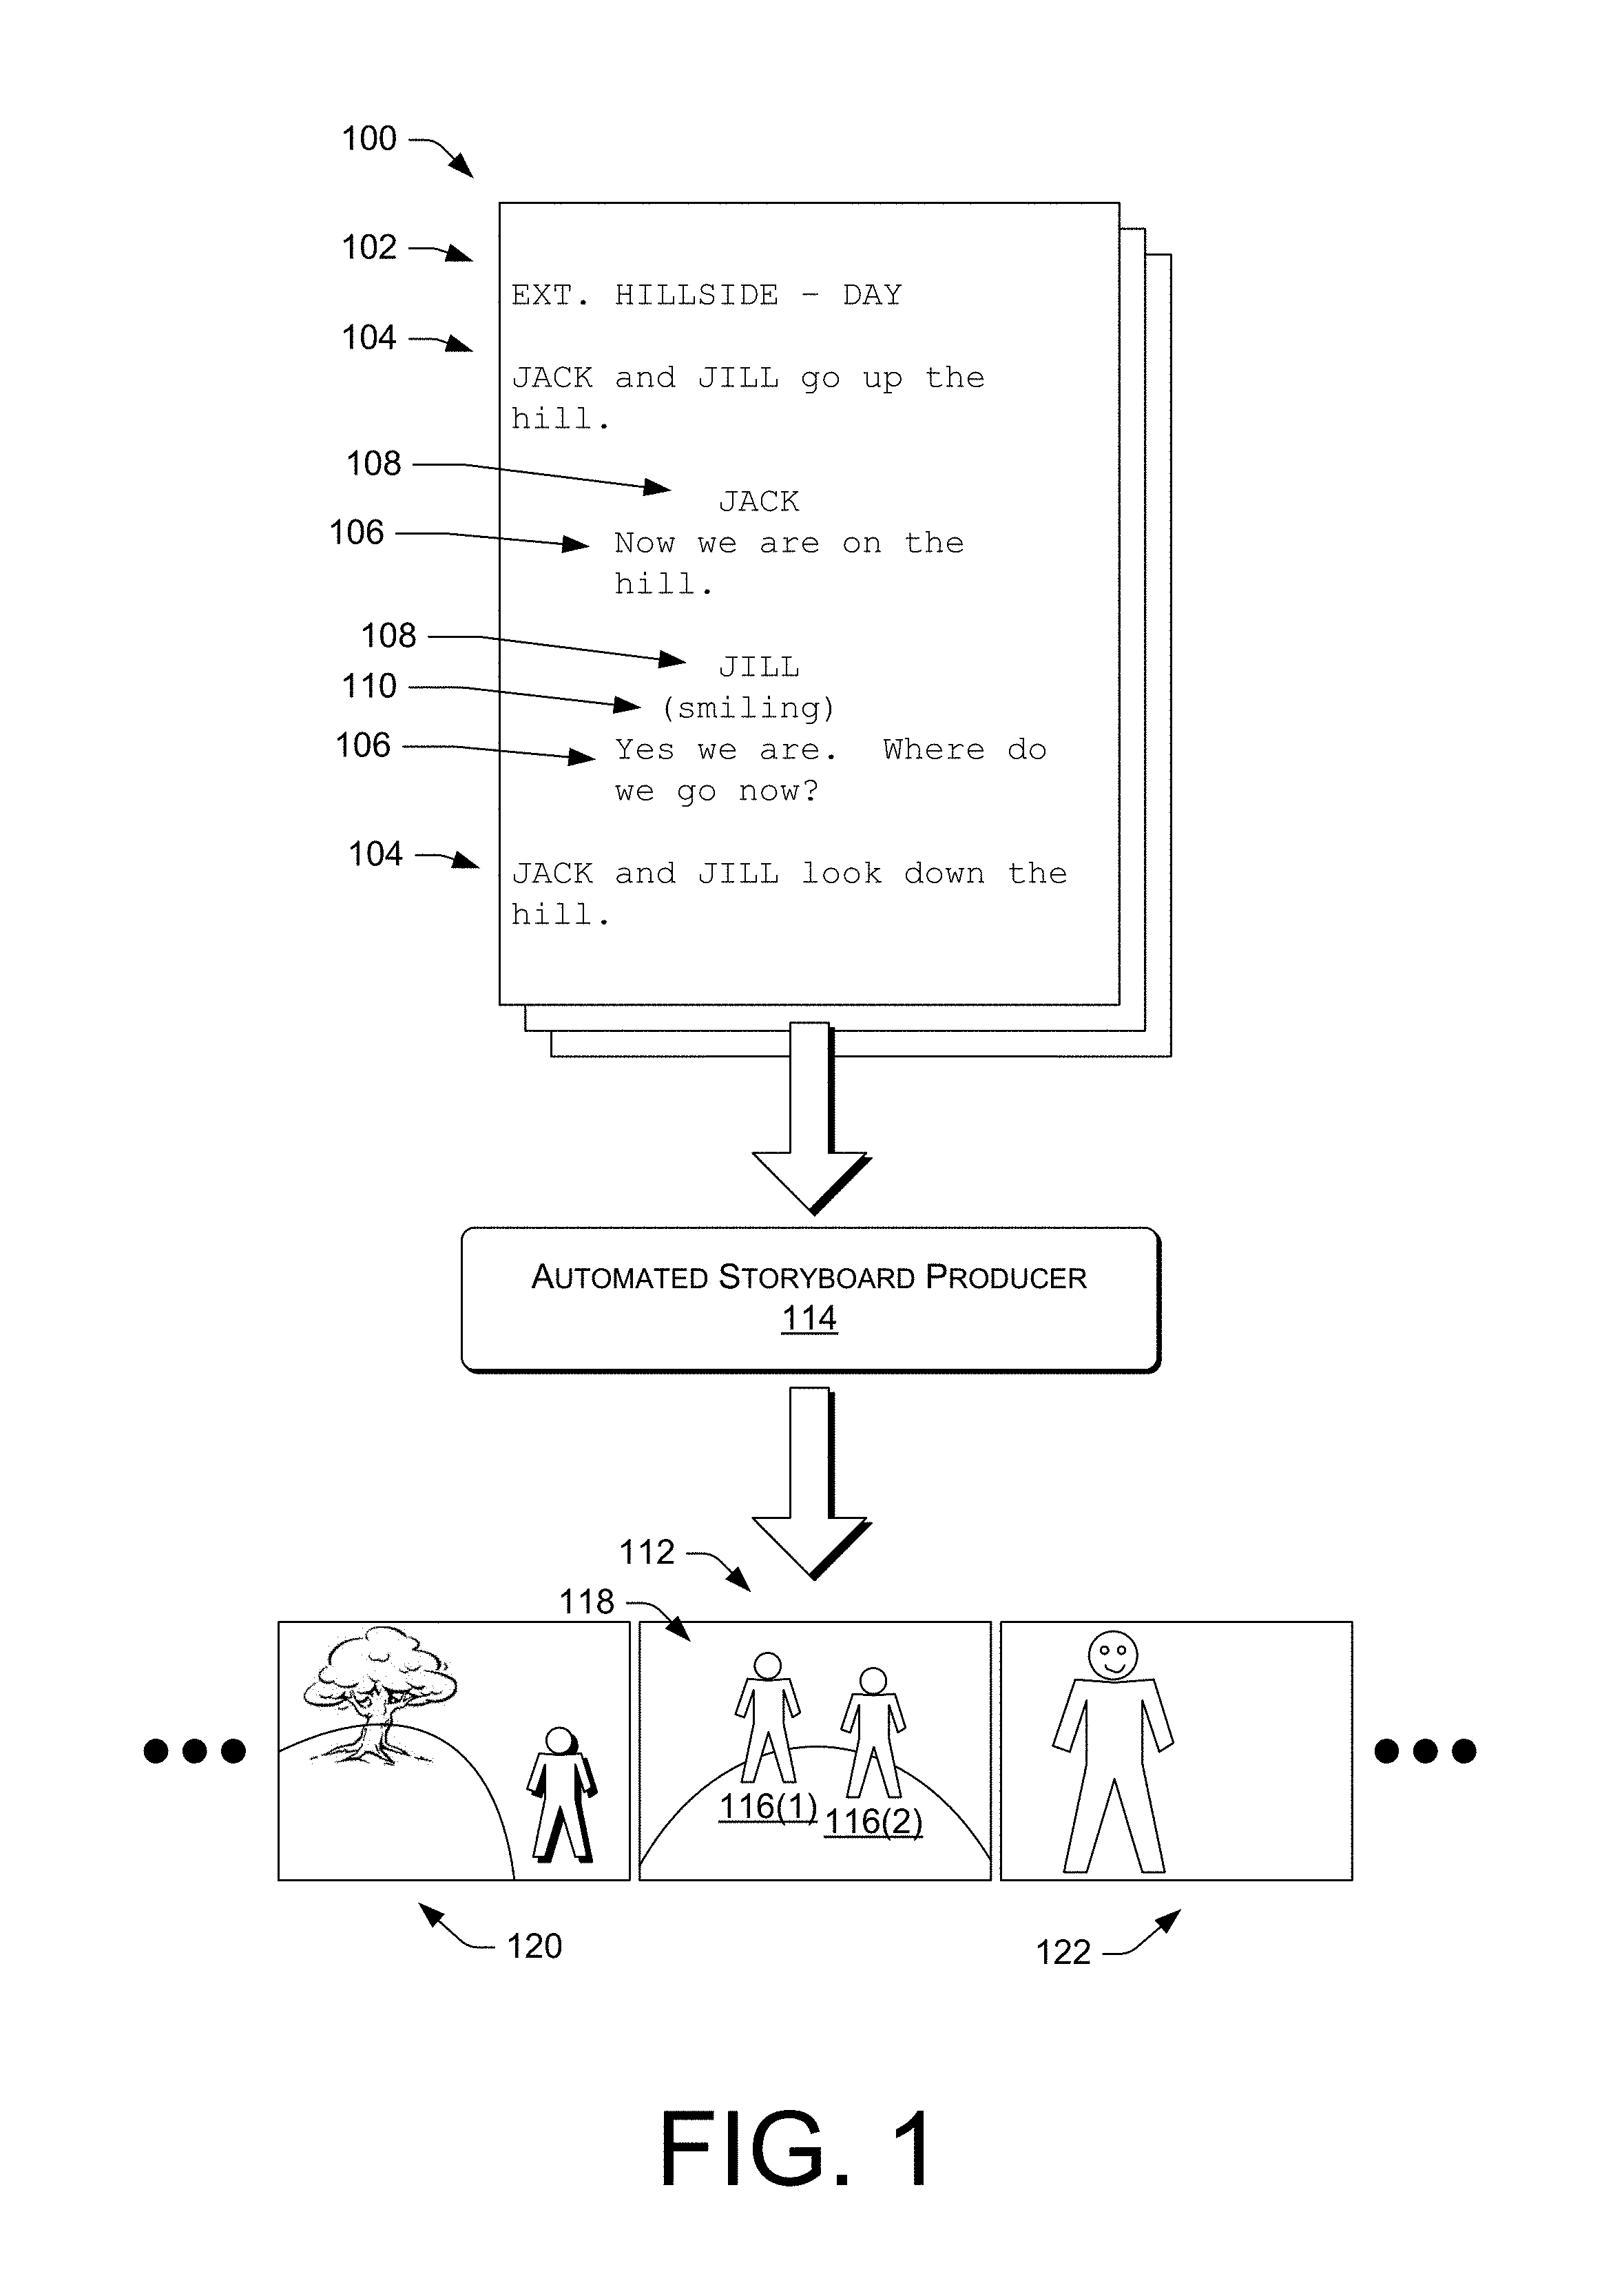 100
102
EXT. HILLSIDE – DAY
104
JACK and JILL go up the
hill.
108
JACK
106
Now we are on the
hill.
108
JILL
110
(smiling)
106
Yes we are.  Where do
we go now?
104
JACK and JILL look down the
hill.
AUTOMATED STORYBOARD PRODUCER
114
112
118
116(1)
116(2)
120
122
FIG. 1